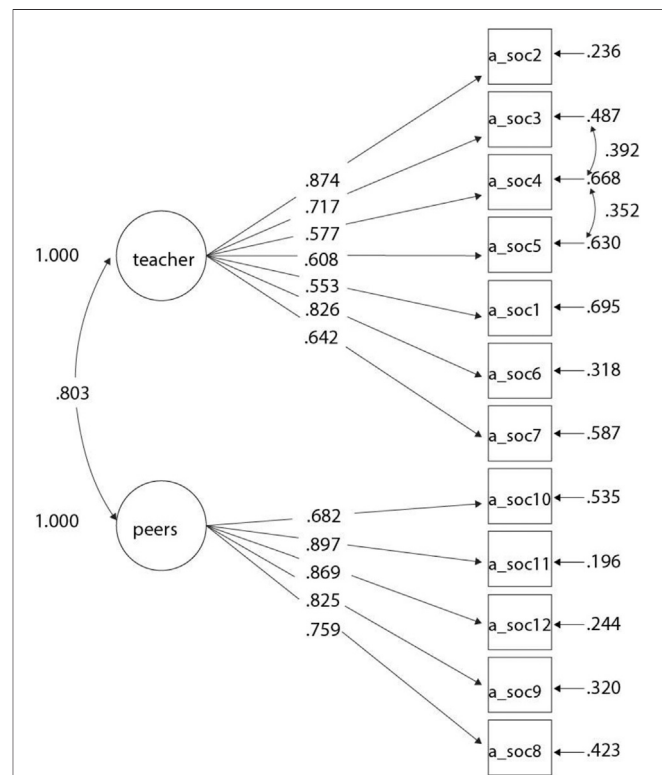 a_soc2 .236
a_soc3 .487
.392
.874
a_soc4 .668
.717
.352
.577
a_soc5 .630
1.000 teacher .608
.553
a_soc1 .695
.826
.642
a_soc6 .318
.803
a_soc7 .587
a_soc10 .535
1.000 peers .682
.897
a_soc11 .196
.869
.825
a_soc12 .244
.759
a_soc9 .320
a_soc8 .423